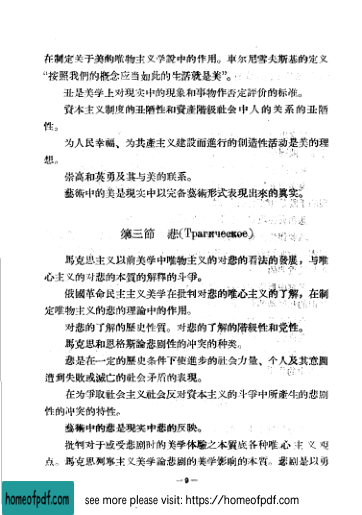 在制定关于美的唯物主义学說中的作用。車尔尼雪夫斯基的定义
“按照我們的概念应当如此的生活就是美”。
丑是美学上对現实中的現象和事物作否定評价的标准。
資本主义制度的丑陋性和資產階級社会中人的关系的丑陋
性。
为人民幸福、为共產主义建設而進行的創造性活动是美的理
想。
崇高和英勇及其与美的联系。
藝術中的美是現实中以完备藝術形式表現出來的真实。
第三節 悲(Трагическое)
馬克思主义以前美学中唯物主义的对悲的看法的發展，与唯
心主义的对悲的本質的解釋的斗爭。
俄國革命民主主义美学在批判对悲的唯心主义的了解，在制
定唯物主义的悲的理論中的作用。
对悲的了解的歷史性質。对悲的了解的階級性和党性。
馬克思和恩格斯論悲剧性的冲突的种类。
悲是在一定的歷史条件下使進步的社会力量、个人及其意圖
遭到失敗或滅亡的社会矛盾的表現。
在为爭取社会主义社会反对資本主义的斗爭中所產生的悲剧
性的冲突的特性。
藝術中的悲是現实中悲的反映。
批判对于感受悲剧时的美学体驗之本質底各种唯心主义观
点。馬克思列寧主义美学論悲剧的美学影响的本質。悲剧是以勇
— 9 —
homeofpdf.com see more please visit: https://homeofpdf.com